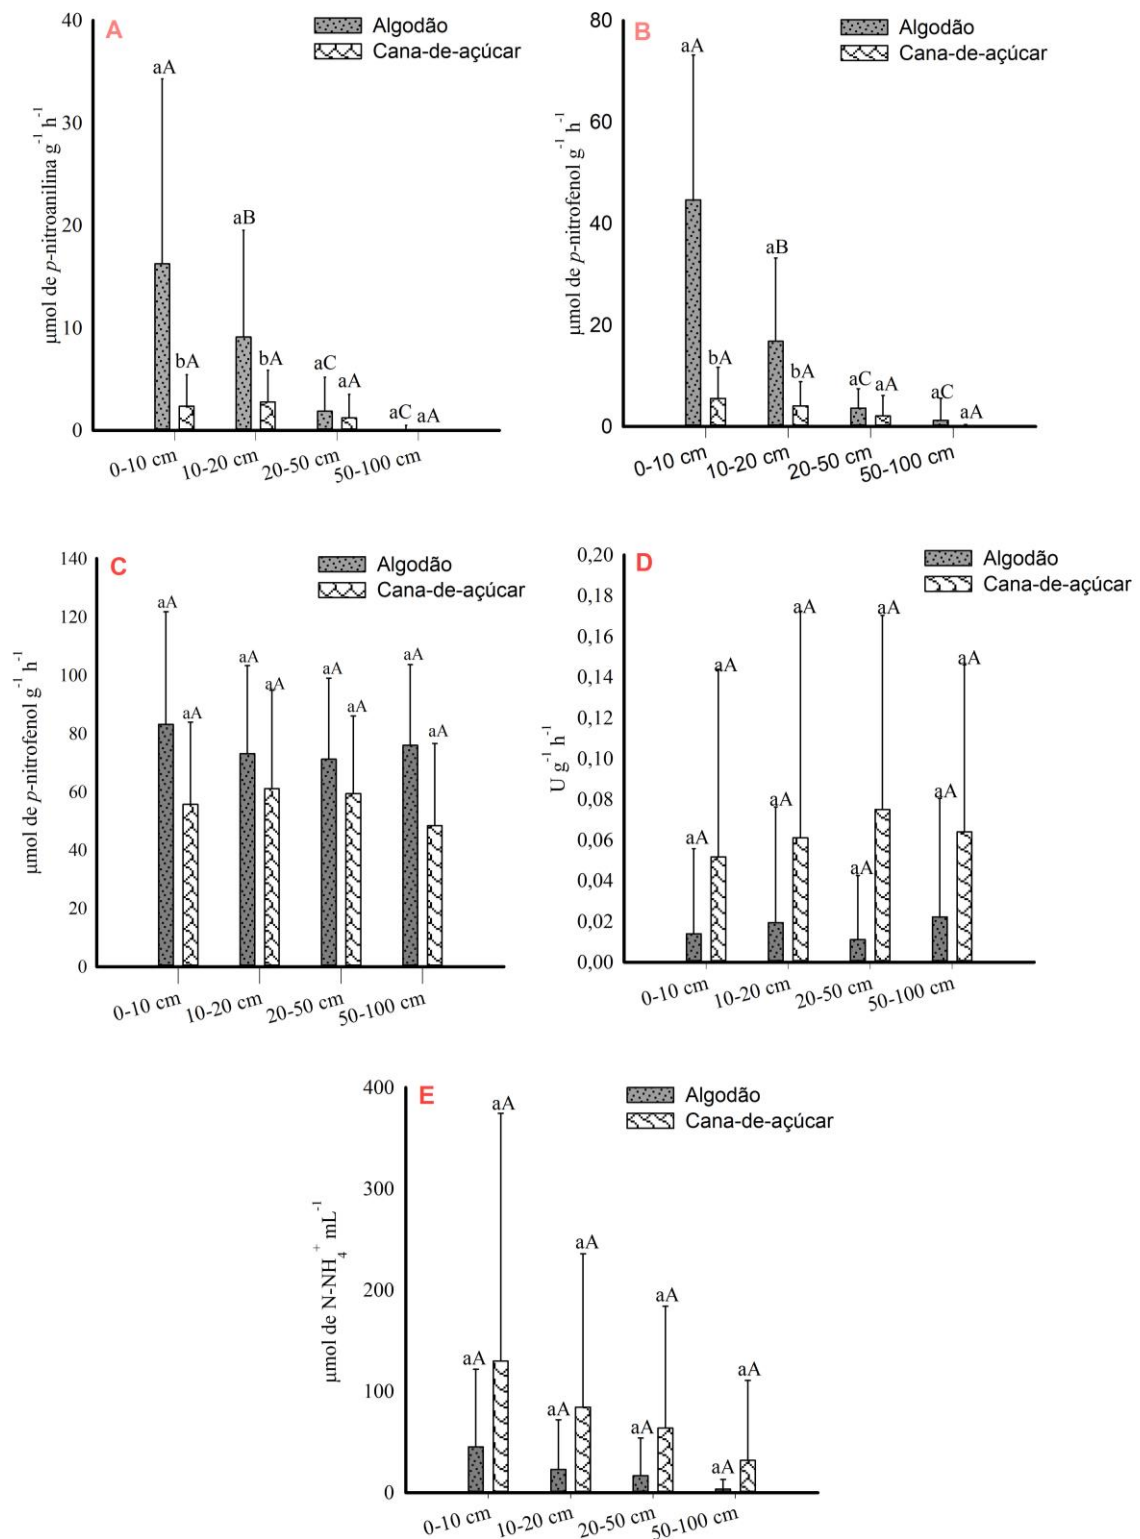 A
Algodão
Cana-de-açúcar
40
30
20
10
0
µmol de p-nitroanilina g⁻¹ h⁻¹
aA
bA
aB
bA
aC
aA
aC
aA
0-10 cm
10-20 cm
20-50 cm
50-100 cm
B
Algodão
Cana-de-açúcar
80
60
40
20
0
µmol de p-nitrofenol g⁻¹ h⁻¹
aA
bA
aB
bA
aC
aA
aC
aA
0-10 cm
10-20 cm
20-50 cm
50-100 cm
C
Algodão
Cana-de-açúcar
140
120
100
80
60
40
20
0
µmol de p-nitrofenol g⁻¹ h⁻¹
aA
aA
aA
aA
aA
aA
aA
aA
0-10 cm
10-20 cm
20-50 cm
50-100 cm
D
Algodão
Cana-de-açúcar
0,20
0,18
0,16
0,14
0,12
0,10
0,08
0,06
0,04
0,02
0,00
U g⁻¹ h⁻¹
aA
aA
aA
aA
aA
aA
aA
aA
0-10 cm
10-20 cm
20-50 cm
50-100 cm
E
Algodão
Cana-de-açúcar
400
300
200
100
0
µmol de N-NH₄⁺ mL⁻¹
aA
aA
aA
aA
aA
aA
aA
aA
0-10 cm
10-20 cm
20-50 cm
50-100 cm